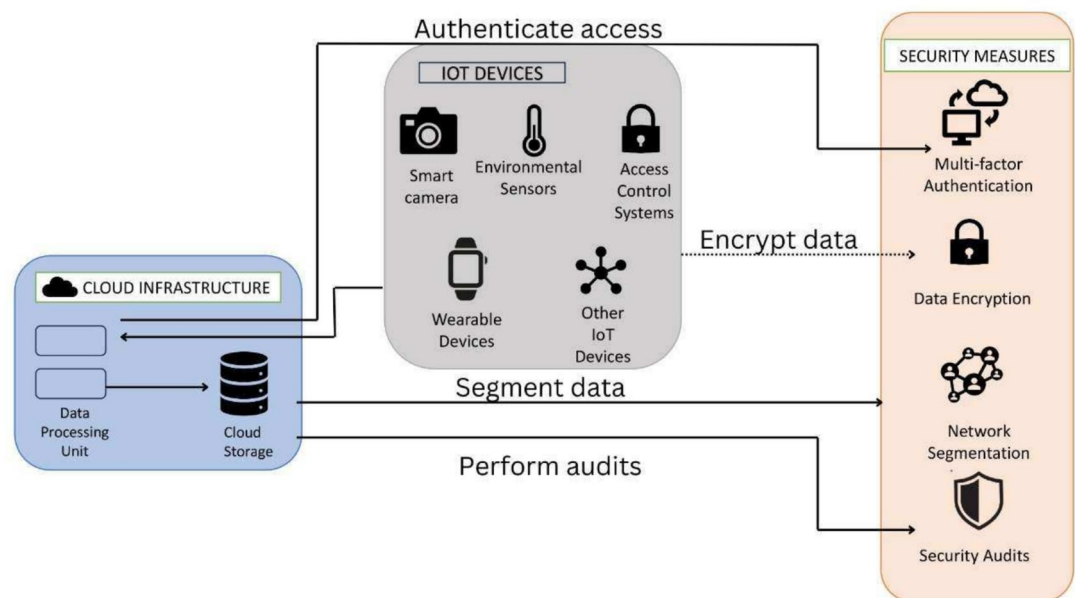 Authenticate access
IOT DEVICES
Smart
camera
Environmental
Sensors
Access
Control
Systems
Wearable
Devices
Other
IoT
Devices
CLOUD INFRASTRUCTURE
Data
Processing
Unit
Cloud
Storage
Encrypt data
Segment data
Perform audits
SECURITY MEASURES
Multi-factor
Authentication
Data Encryption
Network
Segmentation
Security Audits